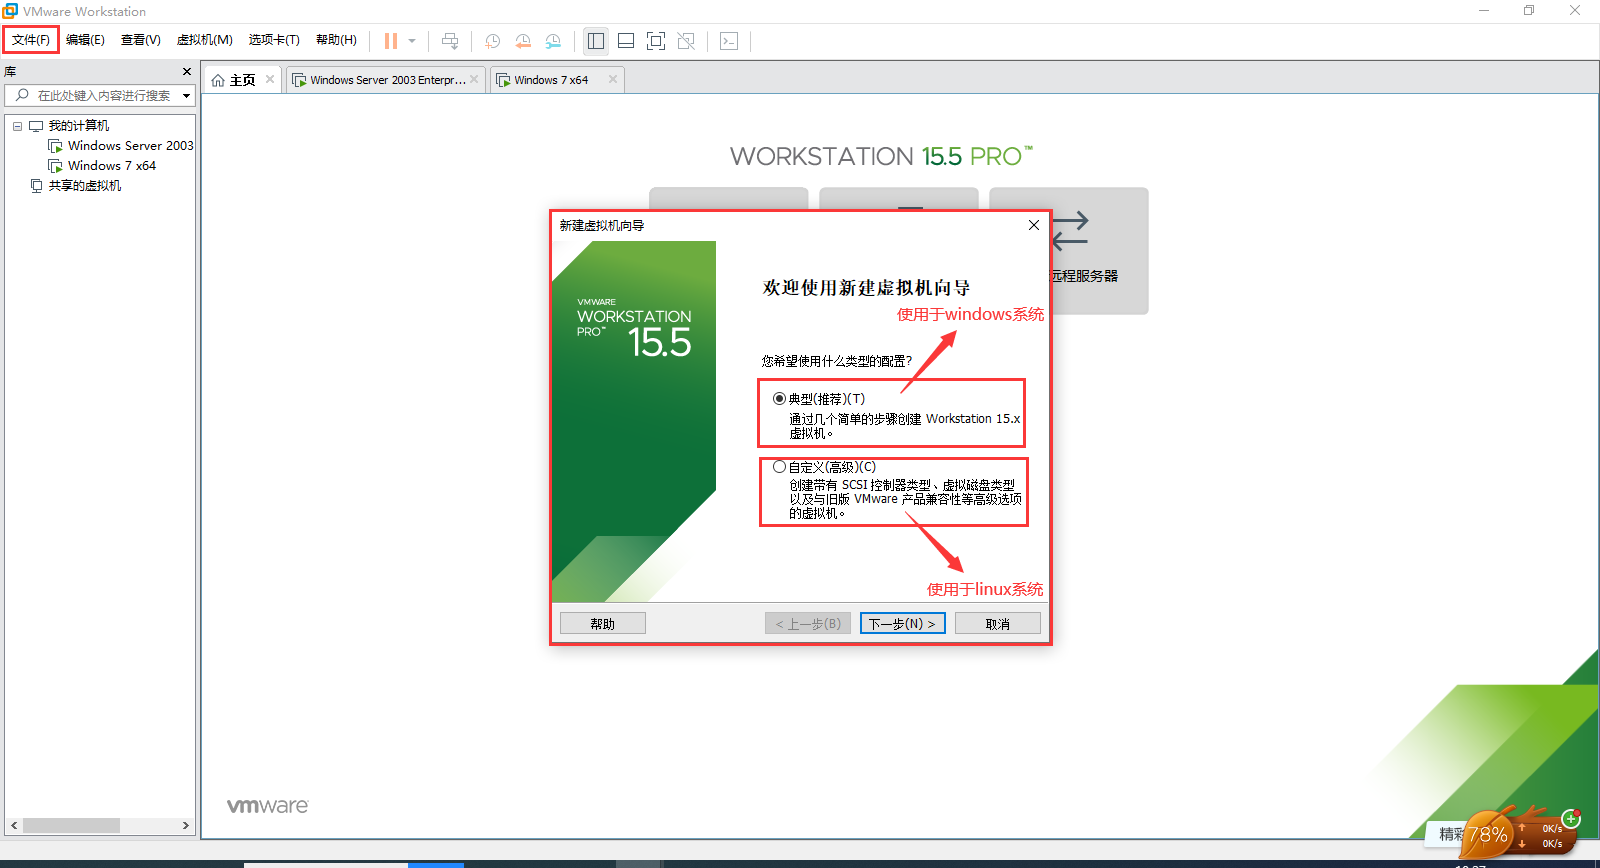 VMware Workstation
文件(F) 编辑(E) 查看(V) 虚拟机(M) 选项卡(T) 帮助(H)
库
在此处键入内容进行搜索
我的计算机
Windows Server 2003
Windows 7 x64
共享的虚拟机
主页 Windows Server 2003 Enterpr... Windows 7 x64
WORKSTATION 15.5 PRO™
远程服务器
新建虚拟机向导
VMWARE
WORKSTATION
PRO™ 15.5
欢迎使用新建虚拟机向导
使用于windows系统
您希望使用什么类型的配置?
典型(推荐)(T)
通过几个简单的步骤创建 Workstation 15.x
虚拟机。
自定义(高级)(C)
创建带有 SCSI 控制器类型、虚拟磁盘类型
以及与旧版 VMware 产品兼容性等高级选项
的虚拟机。
使用于linux系统
帮助 < 上一步(B) 下一步(N) > 取消
vmware
精彩
78%
0K/s
0K/s